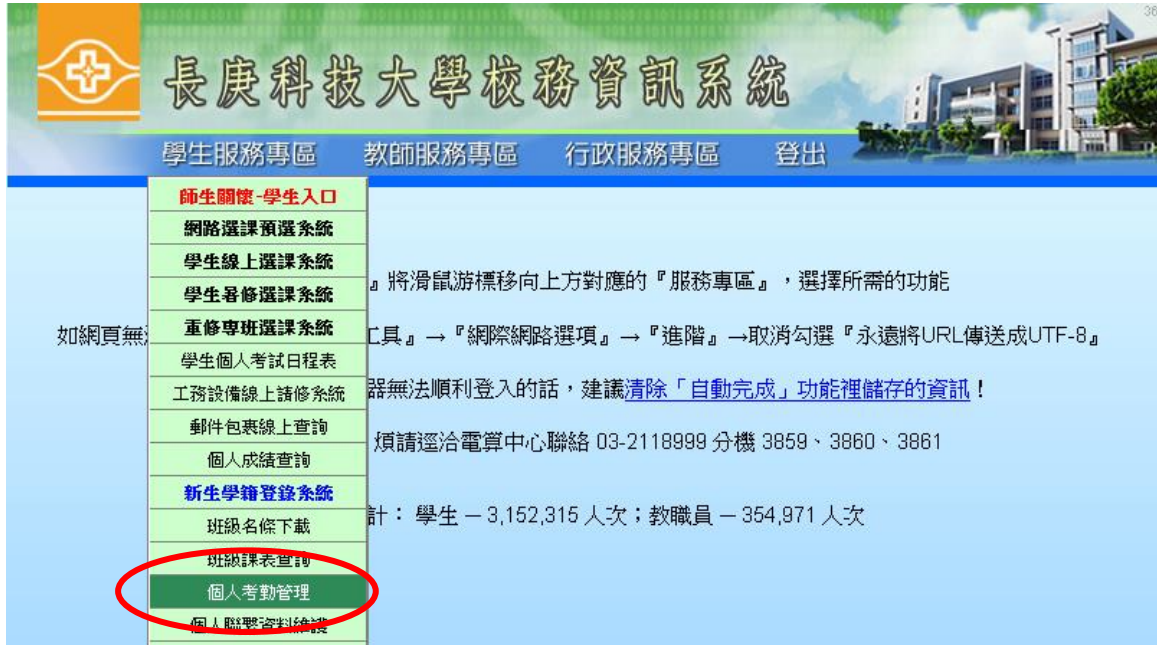 36
長庚科技大學校務資訊系統
學生服務專區 教師服務專區 行政服務專區 登出
師生關懷-學生入口
網路選課預選系統
學生線上選課系統
學生暑修選課系統
重修專班選課系統
學生個人考試日程表
工務設備線上請修系統
郵件包裹線上查詢
個人成績查詢
新生學籍登錄系統
班級名條下載
班級課表查詢
個人考勤管理
個人聯繫資料維護
』將滑鼠游標移向上方對應的『服務專區』,選擇所需的功能
如網頁無 工具』→『網際網路選項』→『進階』→取消勾選『永遠將URL傳送成UTF-8』
器無法順利登入的話,建議清除「自動完成」功能裡儲存的資訊!
煩請逕洽電算中心聯絡 03-2118999 分機 3859、3860、3861
計: 學生 — 3,152,315 人次;教職員 — 354,971 人次